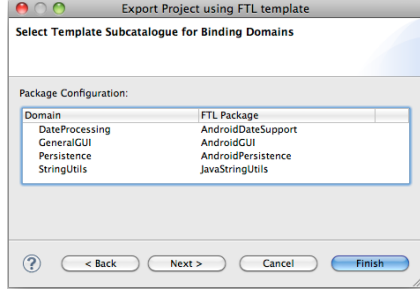 Export Project using FTL template
Select Template Subcatalogue for Binding Domains
Package Configuration:
Domain FTL Package
DateProcessing AndroidDateSupport
GeneralGUI AndroidGUI
Persistence AndroidPersistence
StringUtils JavaStringUtils
? < Back Next > Cancel Finish